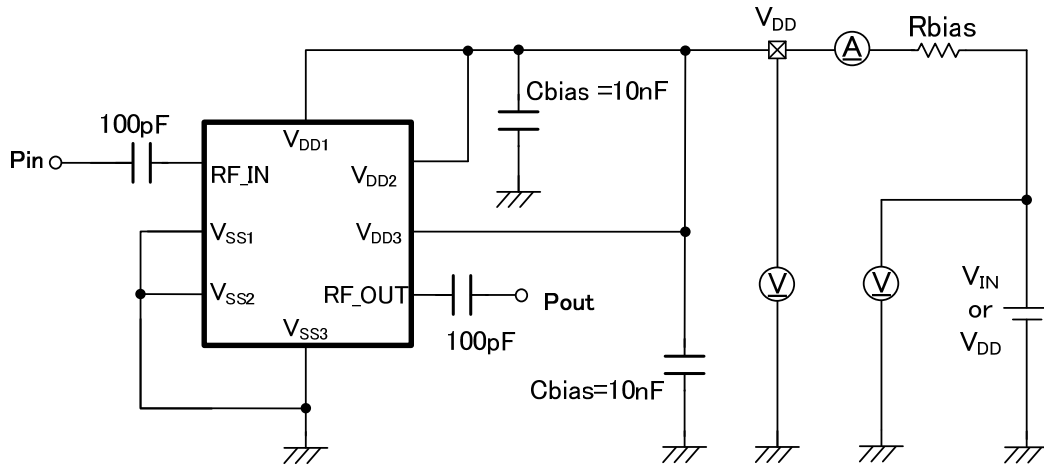 V_DD
A
Rbias
Cbias =10nF
100pF
Pin
V_DD1
RF_IN
V_DD2
V_SS1
V_DD3
V_SS2
RF_OUT
V_SS3
Pout
100pF
Cbias=10nF
V
V
V_IN
or
V_DD